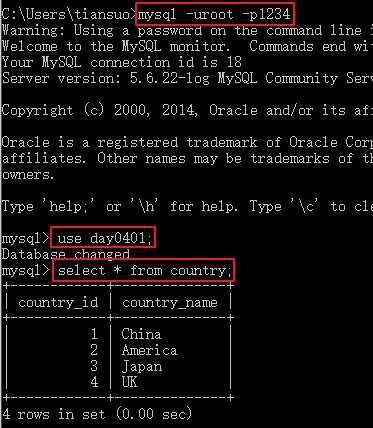 C:\Users\tiansuo>mysql -uroot -p1234
Warning: Using a password on the command line i
Welcome to the MySQL monitor.  Commands end wit
Your MySQL connection id is 18
Server version: 5.6.22-log MySQL Community Ser
Copyright (c) 2000, 2014, Oracle and/or its af
Oracle is a registered trademark of Oracle Cor
affiliates. Other names may be trademarks of th
owners.
Type 'help;' or '\h' for help. Type '\c' to cle
mysql> use day0401;
Database changed
mysql> select * from country;
+------------+--------------+
| country_id | country_name |
+------------+--------------+
|          1 | China        |
|          2 | America      |
|          3 | Japan        |
|          4 | UK           |
+------------+--------------+
4 rows in set (0.00 sec)